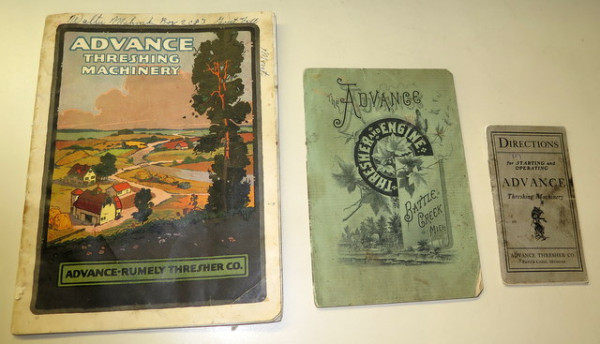 ADVANCE
THRESHING
MACHINERY
ADVANCE-RUMELY THRESHER CO.
The ADVANCE
THRESHER AND ENGINE
BATTLE
CREEK
MICH.
DIRECTIONS
for STARTING and
OPERATING
ADVANCE
Threshing Machinery
ADVANCE THRESHER CO.